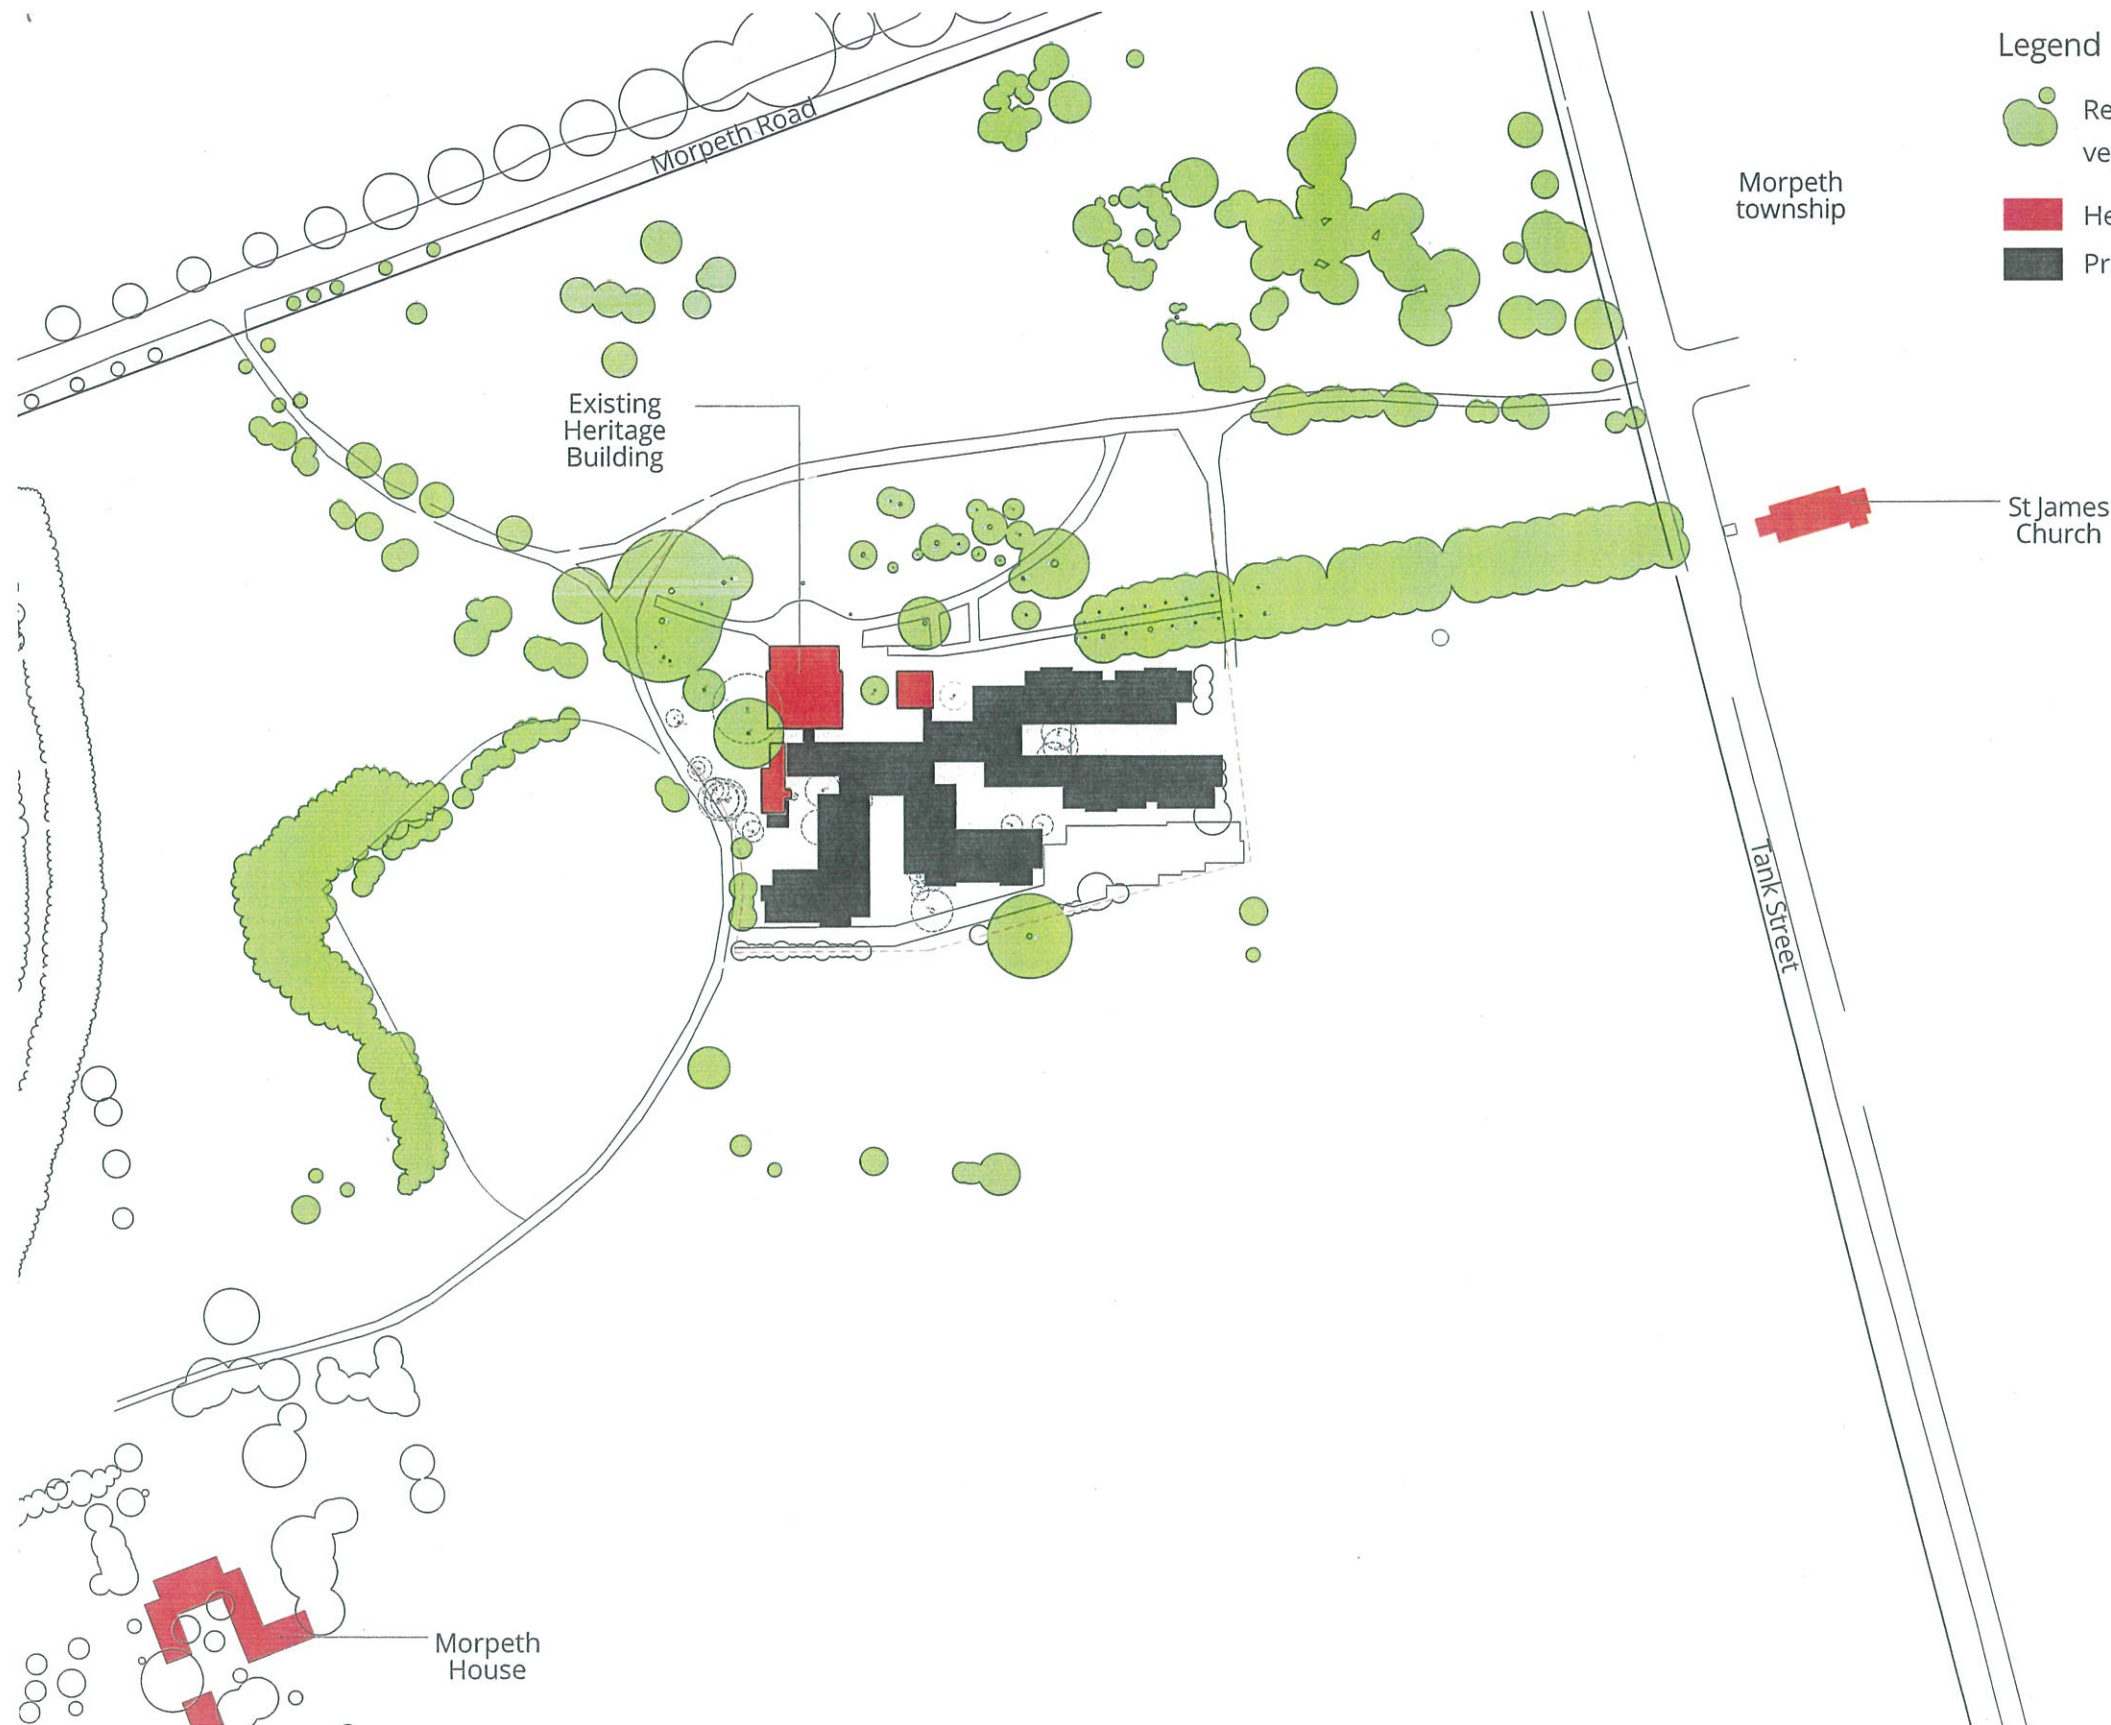 Legend
Re
ve
He
Pr
Morpeth Road
Morpeth
township
Existing
Heritage
Building
St James
Church
Tank Street
Morpeth
House